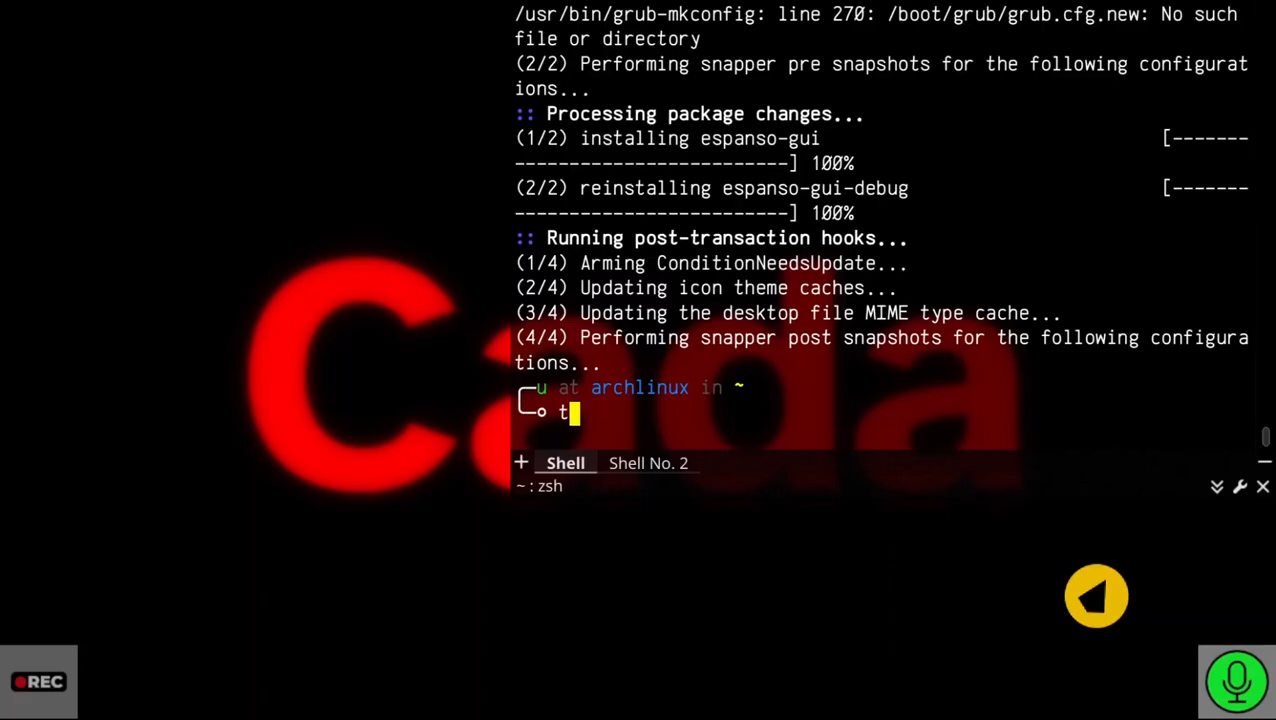 /usr/bin/grub-mkconfig: line 270: /boot/grub/grub.cfg.new: No such
file or directory
(2/2) Performing snapper pre snapshots for the following configurat
ions...
:: Processing package changes...
(1/2) installing espanso-gui [-------
-------------------------] 100%
(2/2) reinstalling espanso-gui-debug [-------
-------------------------] 100%
:: Running post-transaction hooks...
(1/4) Arming ConditionNeedsUpdate...
(2/4) Updating icon theme caches...
(3/4) Updating the desktop file MIME type cache...
(4/4) Performing snapper post snapshots for the following configura
tions...
u at archlinux in ~
t
Cada
+ Shell Shell No. 2
~ : zsh
REC